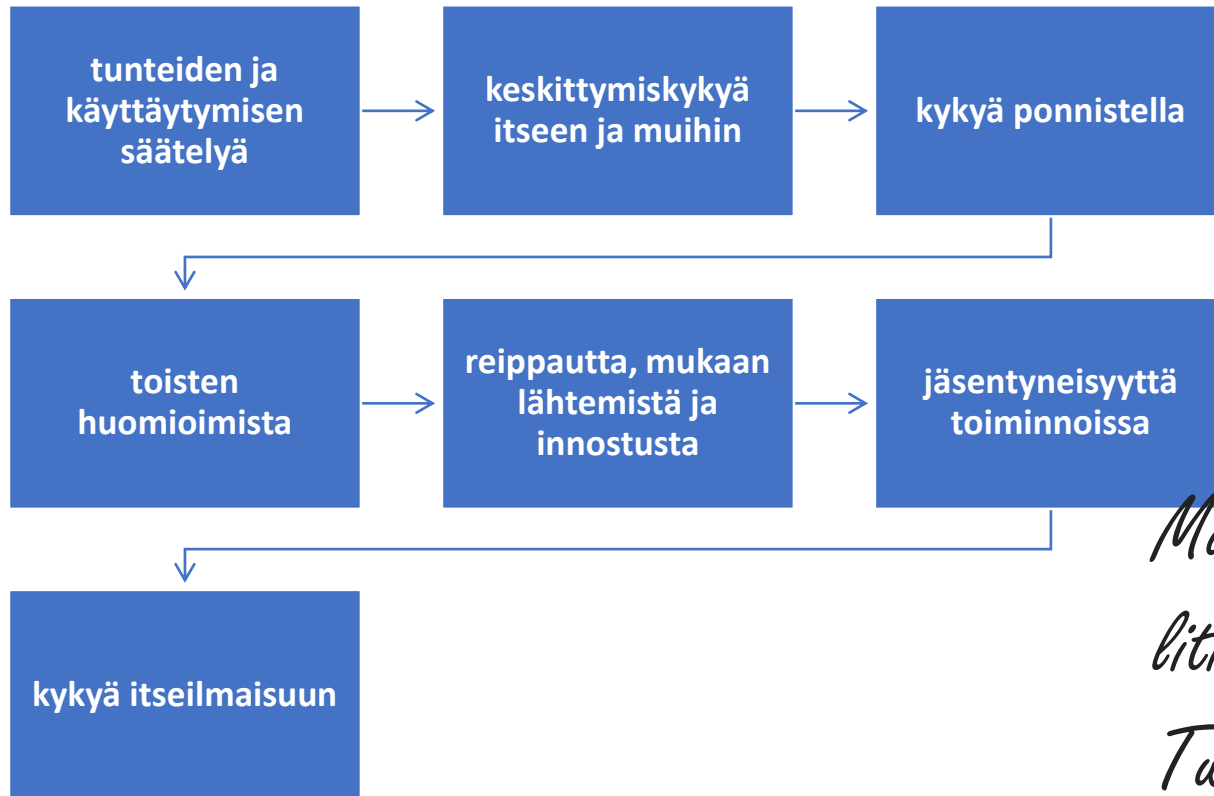 tunteiden ja
käyttäytymisen
säätelyä
keskittymiskykyä
itseen ja muihin
kykyä ponnistella
toisten
huomioimista
reippautta, mukaan
lähtemistä ja
innostusta
jäsentyneisyyttä
toiminnoissa
kykyä itseilmaisuun